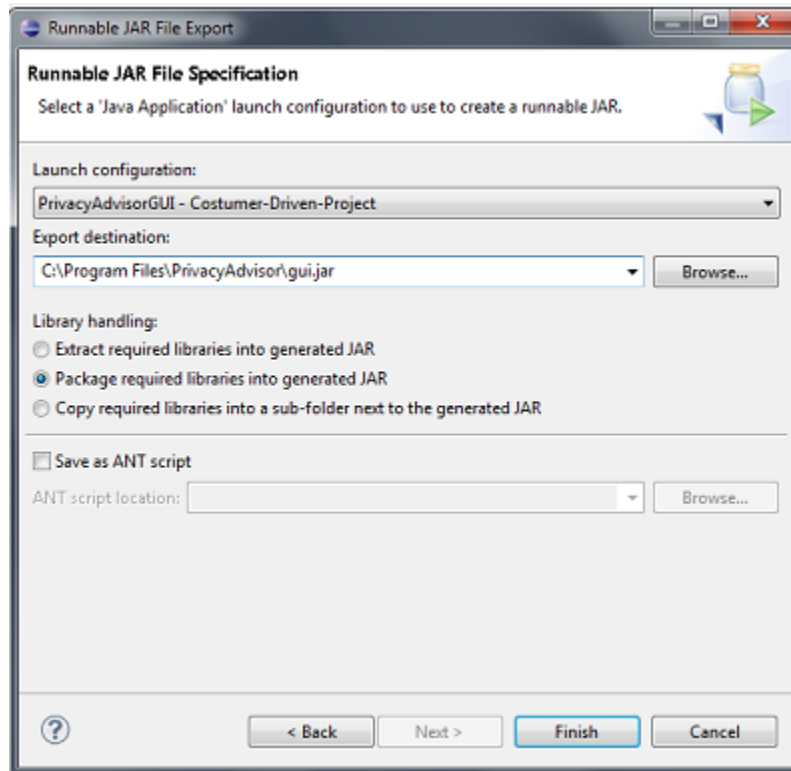 Runnable JAR File Export
Runnable JAR File Specification
Select a 'Java Application' launch configuration to use to create a runnable JAR.
Launch configuration:
PrivacyAdvisorGUI - Costumer-Driven-Project
Export destination:
C:\Program Files\PrivacyAdvisor\gui.jar
Browse...
Library handling:
Extract required libraries into generated JAR
Package required libraries into generated JAR
Copy required libraries into a sub-folder next to the generated JAR
Save as ANT script
ANT script location:
Browse...
?
< Back
Next >
Finish
Cancel